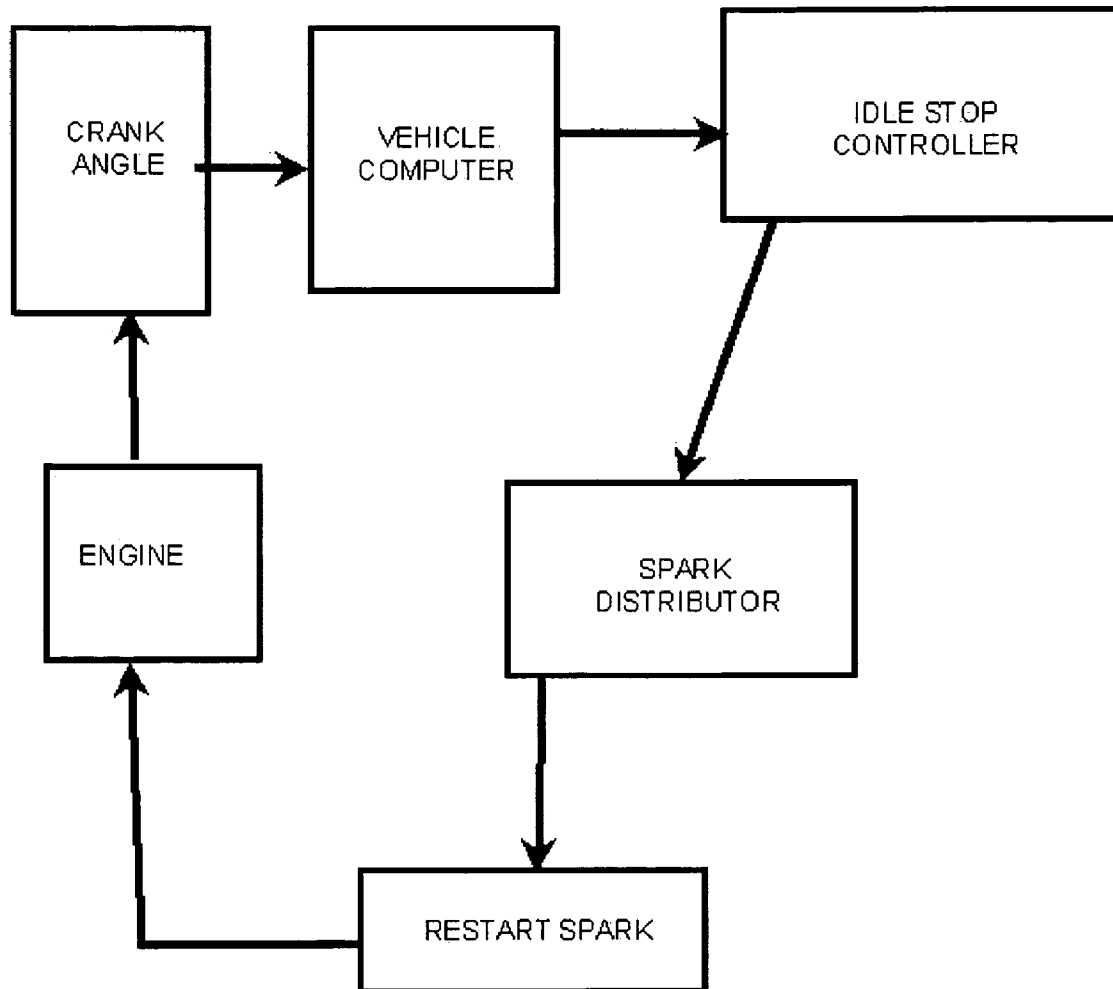 CRANK
ANGLE
VEHICLE
COMPUTER
IDLE STOP
CONTROLLER
ENGINE
SPARK
DISTRIBUTOR
RESTART SPARK